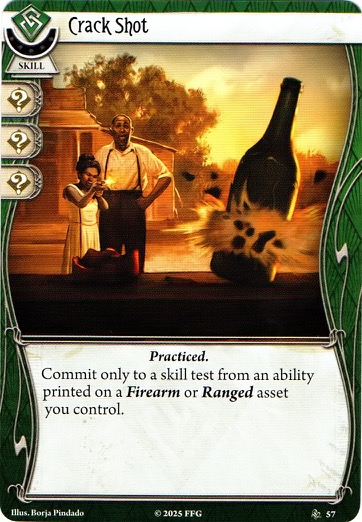 Crack Shot
SKILL
?
?
?
Practiced.
Commit only to a skill test from an ability
printed on a Firearm or Ranged asset
you control.
Illus. Borja Pindado
© 2025 FFG
57